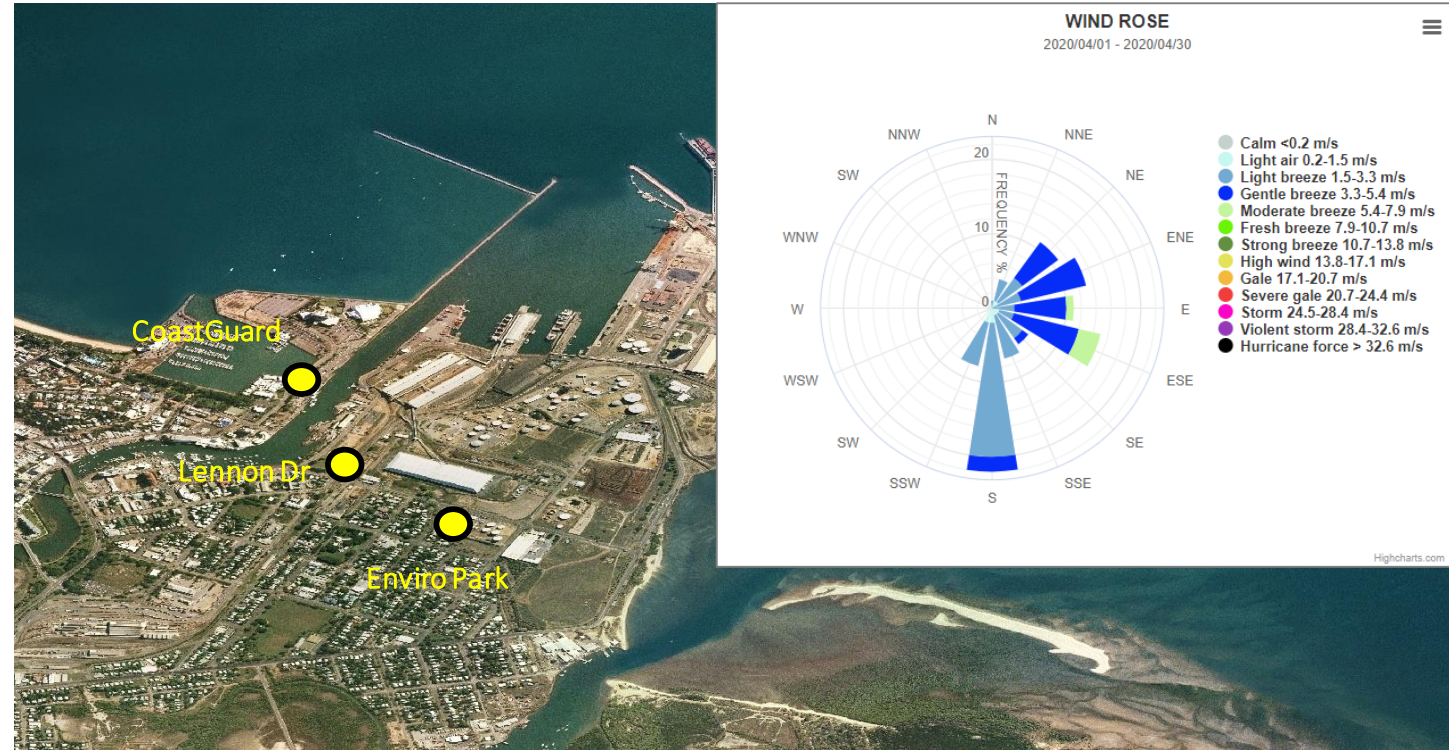 CoastGuard
Lennon Dr
Enviro Park
WIND ROSE
2020/04/01 - 2020/04/30
N
NNE
NE
ENE
E
ESE
SE
SSE
S
SSW
SW
WSW
W
WNW
SW
NNW
20
10
0
FREQUENCY %
Calm <0.2 m/s
Light air 0.2-1.5 m/s
Light breeze 1.5-3.3 m/s
Gentle breeze 3.3-5.4 m/s
Moderate breeze 5.4-7.9 m/s
Fresh breeze 7.9-10.7 m/s
Strong breeze 10.7-13.8 m/s
High wind 13.8-17.1 m/s
Gale 17.1-20.7 m/s
Severe gale 20.7-24.4 m/s
Storm 24.5-28.4 m/s
Violent storm 28.4-32.6 m/s
Hurricane force > 32.6 m/s
Highcharts.com